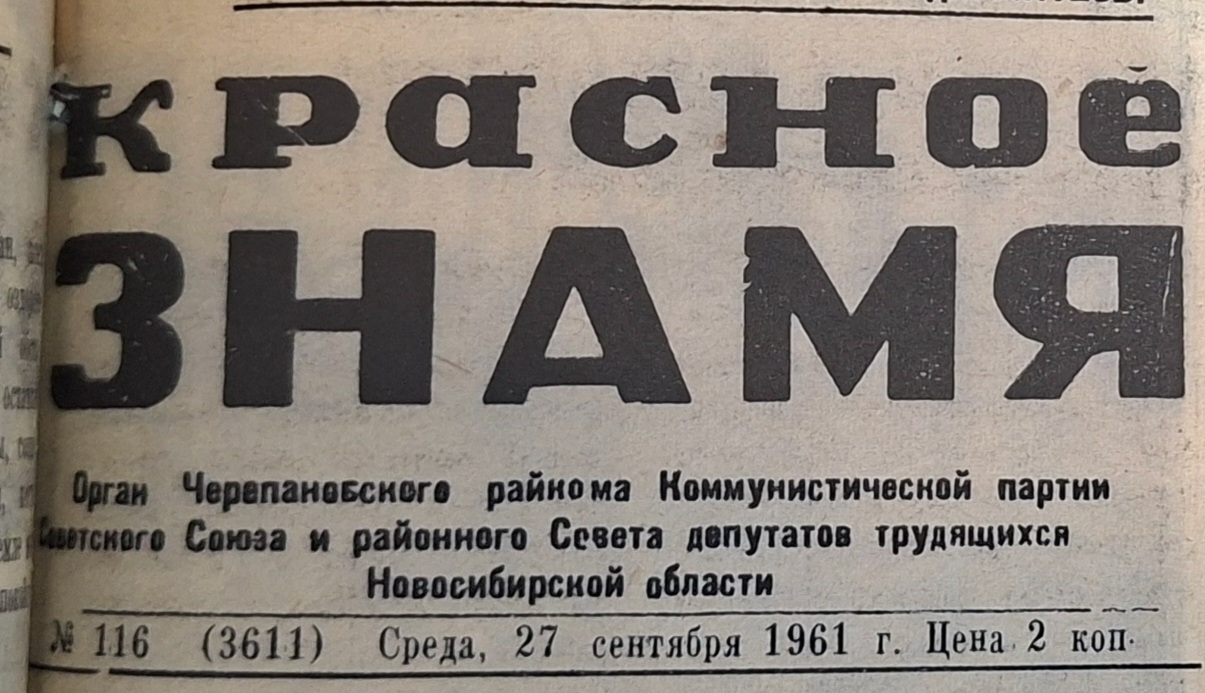 красное
ЗНАМЯ
Орган Черепановского райкома Коммунистической партии
Советского Союза и районного Совета депутатов трудящихся
Новосибирской области
№ 116 (3611) Среда, 27 сентября 1961 г. Цена 2 коп.